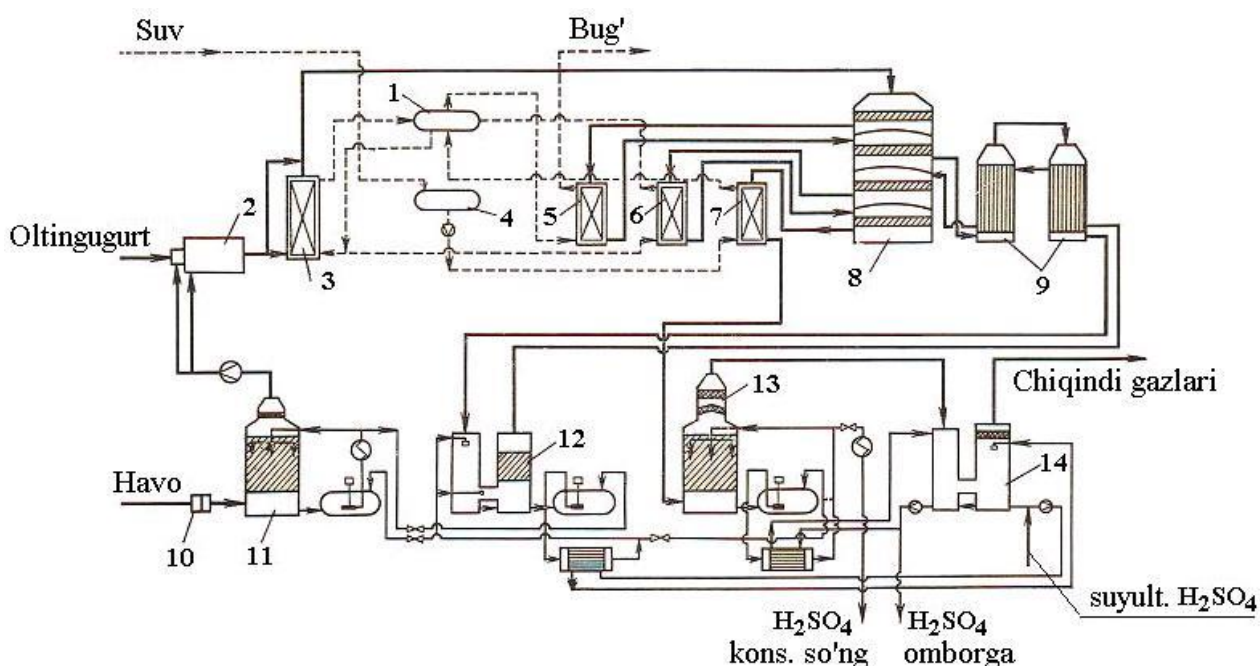 Suv
Bug'
1
2
Oltingugurt
3
4
5
6
7
8
9
Chiqindi gazlari
13
12
14
Havo
10
11
suyult. H₂SO₄
H₂SO₄
kons. so'ng
H₂SO₄
omborga